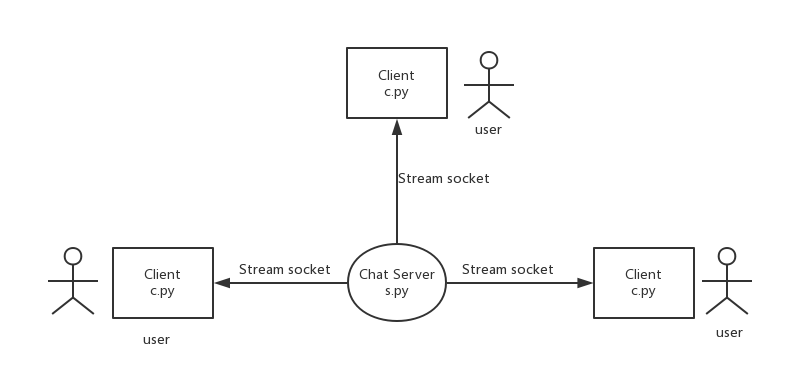 Client
c.py
user
Stream socket
Client
c.py
user
Stream socket
Chat Server
s.py
Stream socket
Client
c.py
user